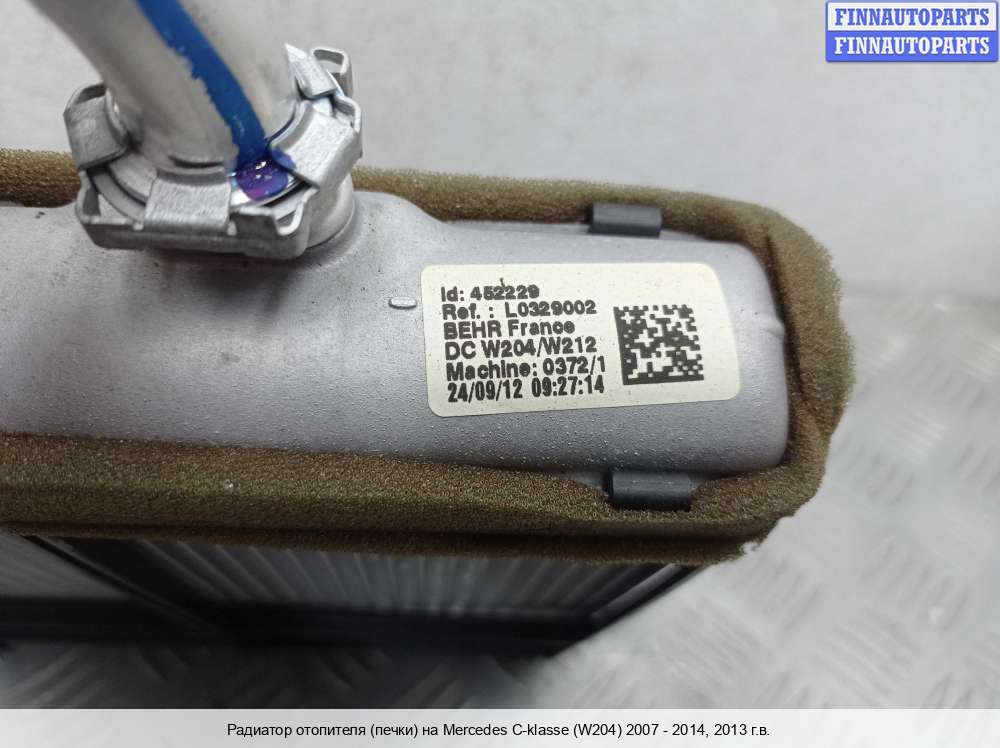 FINNAUTOPARTS
FINNAUTOPARTS
Id: 452229
Ref. : L0329002
BEHR France
DC W204/W212
Machine: 0372/1
24/09/12 09:27:14
Радиатор отопителя (печки) на Mercedes C-klasse (W204) 2007 - 2014, 2013 г.в.